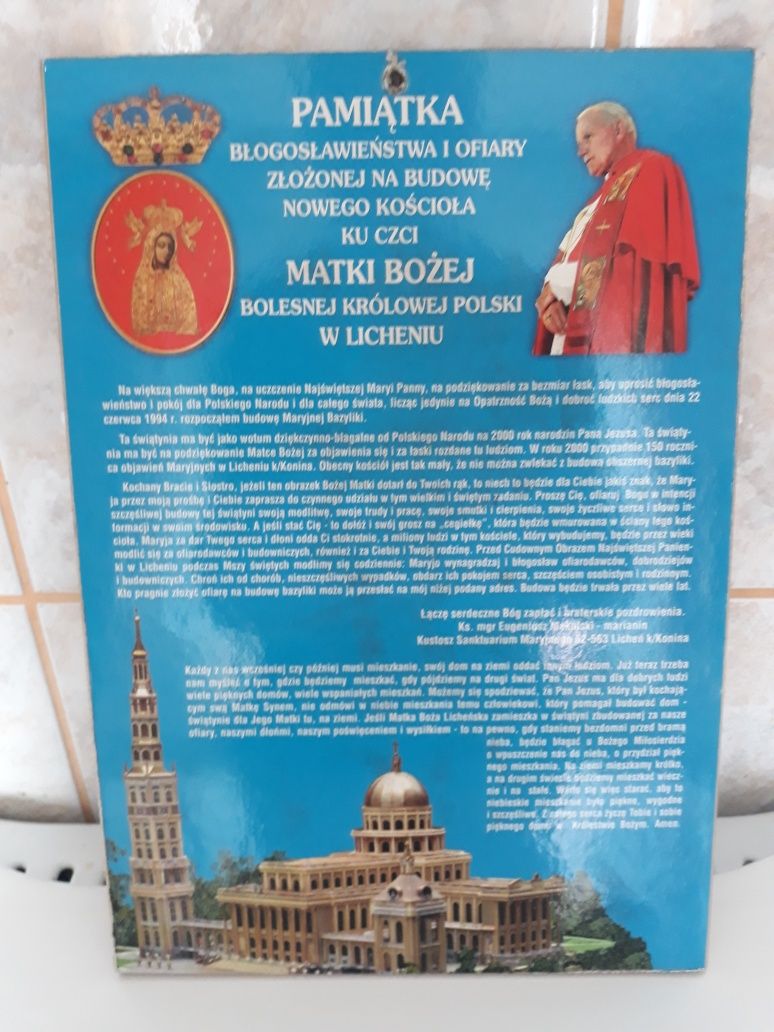 PAMIĄTKA
BŁOGOSŁAWIEŃSTWA I OFIARY
ZŁOŻONEJ NA BUDOWĘ
NOWEGO KOŚCIOŁA
KU CZCI
MATKI BOŻEJ
BOLESNEJ KRÓLOWEJ POLSKI
W LICHENIU
Na większą chwałę Boga, na uczczenie Najświętszej Maryi Panny, na podziękowanie za bezmiar łask, aby uprosić błogosła-
wieństwo i pokój dla Polskiego Narodu i dla całego świata, licząc jedynie na Opatrzność Bożą i dobroć ludzkich serc dnia 22
czerwca 1994 r. rozpocząłem budowę Maryjnej Bazyliki.
Ta świątynia ma być jako wotum dziękczynno-błagalne od Polskiego Narodu na 2000 rok narodzin Pana Jezusa. Ta świąty-
nia ma być na podziękowanie Matce Bożej za objawienia się i za łaski rozdane tu ludziom. W roku 2000 przypadnie 150 roczni-
ca objawień Maryjnych w Licheniu k/Konina. Obecny kościół jest tak mały, że nie można zwlekać z budową obszernej bazyliki.
Kochany Bracie i Siostro, jeżeli ten obrazek Bożej Matki dotarł do Twoich rąk, to niech to będzie dla Ciebie jakiś znak, że Mary-
ja przez moją prośbę i Ciebie zaprasza do czynnego udziału w tym wielkim i świętym zadaniu. Proszę Cię, ofiaruj Bogu w intencji
szczęśliwej budowy tej świątyni swoją modlitwę, swoje trudy i pracę, swoje smutki i cierpienia, swoje życzliwe serce i słowo in-
formacji w swoim środowisku. A jeśli stać Cię - to dołóż i swój grosz na „cegiełkę", która będzie wmurowana w ściany tego koś-
cioła. Maryja za dar Twego serca i dłoni odda Ci stokrotnie, a miliony ludzi w tym kościele, który wybudujemy, będzie przez wieki
modlić się za ofiarodawców i budowniczych, również i za Ciebie i Twoją rodzinę. Przed Cudownym Obrazem Najświętszej Panien-
ki w Licheniu podczas Mszy świętych modlimy się codziennie: Maryjo wynagradzaj i błogosław ofiarodawców, dobrodziejów
i budowniczych. Chroń ich od chorób, nieszczęśliwych wypadków, obdarz ich pokojem serca, szczęściem osobistym i rodzinnym.
Kto pragnie złożyć ofiarę na budowę bazyliki może ją przesłać na mój niżej podany adres. Budowa będzie trwała przez wiele lat.
Łączę serdeczne Bóg zapłać i braterskie pozdrowienia.
Ks. mgr Eugeniusz Makulski - marianin
Kustosz Sanktuarium Maryjnego 62-563 Licheń k/Konina
Każdy z nas wcześniej czy później musi mieszkanie, swój dom na ziemi oddać innym ludziom. Już teraz trzeba
nam myśleć o tym, gdzie będziemy mieszkać, gdy pójdziemy na drugi świat. Pan Jezus ma dla dobrych ludzi
wiele pięknych domów, wiele wspaniałych mieszkań. Możemy się spodziewać, że Pan Jezus, który był kochają-
cym swą Matkę Synem, nie odmówi w niebie mieszkania temu człowiekowi, który pomagał budować dom -
świątynię dla Jego Matki tu, na ziemi. Jeśli Matka Boża Licheńska zamieszka w świątyni zbudowanej za nasze
ofiary, naszymi dłońmi, naszym poświęceniem i wysiłkiem - to na pewno, gdy staniemy bezdomni przed bramą
nieba, będzie błagać u Bożego Miłosierdzia
o wpuszczenie nas do nieba, o przydział pięk-
nego mieszkania. Na ziemi mieszkamy krótko,
a na drugim świecie będziemy mieszkać wiecz-
nie i na stałe. Warto się więc starać, aby to
niebieskie mieszkanie było piękne, wygodne
i szczęśliwe. Z całego serca życzę Tobie i sobie
pięknego domu w Królestwie Bożym. Amen.